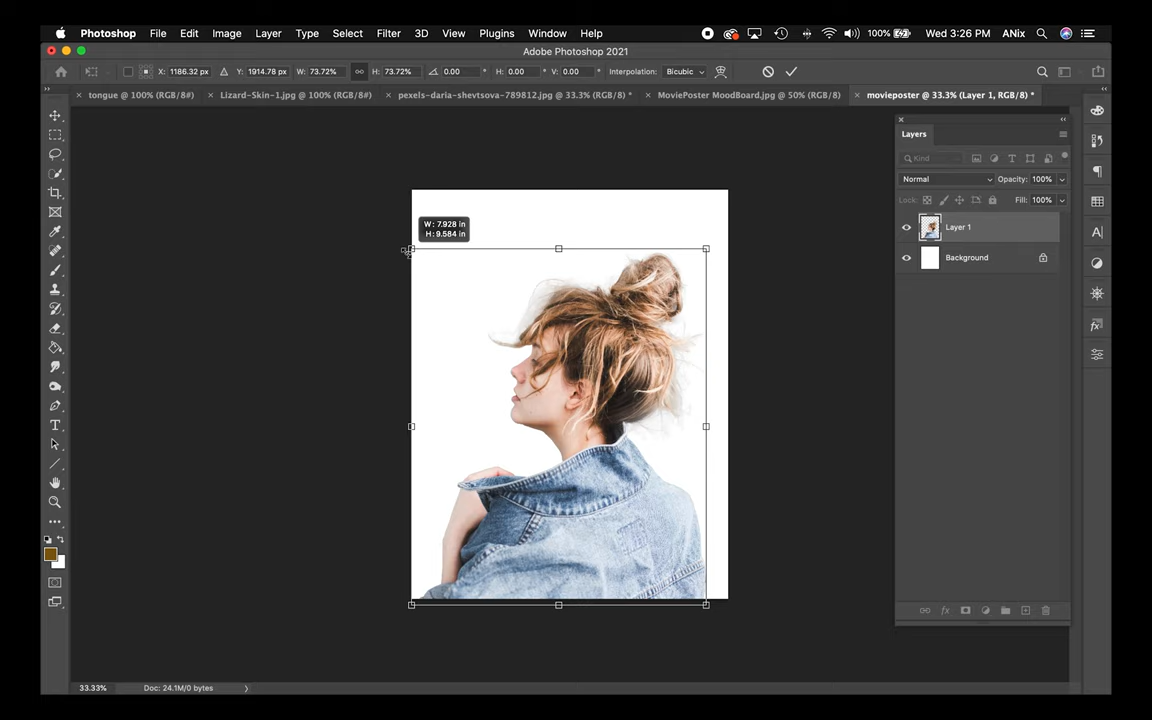 Photoshop File Edit Image Layer Type Select Filter 3D View Plugins Window Help 100% Wed 3:26 PM ANix
Adobe Photoshop 2021
X: 1186.32 px Y: 1914.78 px W: 73.72% H: 73.72% 0.00 ° H: 0.00 ° V: 0.00 ° Interpolation: Bicubic
tongue @ 100% (RGB/8#) Lizard-Skin-1.jpg @ 100% (RGB/8#) pexels-daria-shevtsova-789812.jpg @ 33.3% (RGB/8) * MoviePoster MoodBoard.jpg @ 50% (RGB/8) movieposter @ 33.3% (Layer 1, RGB/8) *
Layers
Kind
Normal Opacity: 100%
Lock: Fill: 100%
Layer 1
Background
W: 7.928 in
H: 9.584 in
33.33% Doc: 24.1M/0 bytes